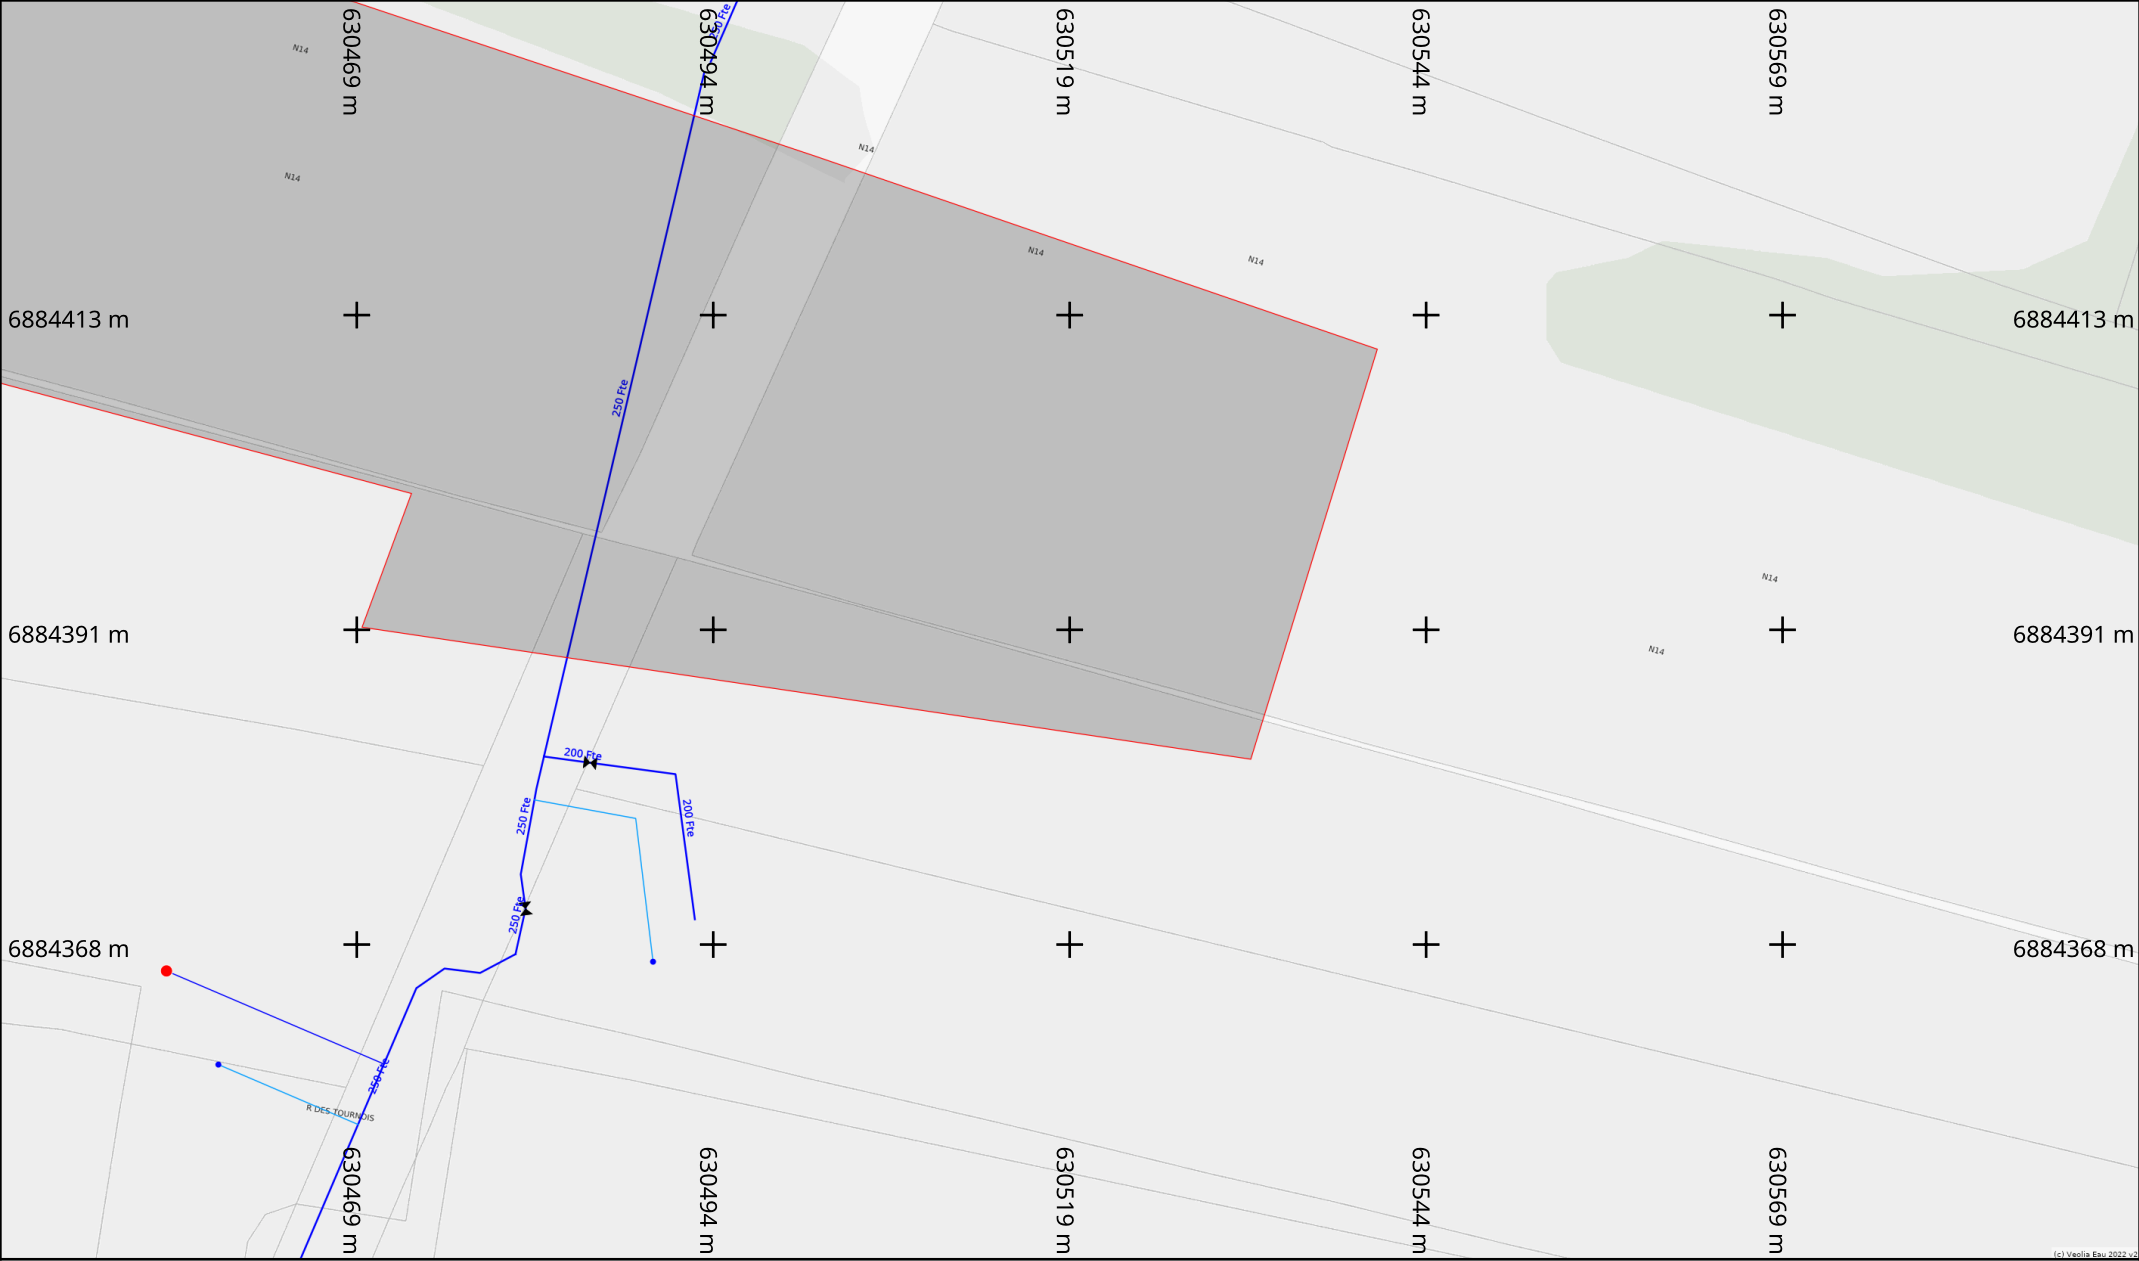 250 Fte
630469 m
630494 m
630519 m
630544 m
630569 m
N14
N14
N14
N14
N14
6884413 m
6884413 m
250 Fte
N14
6884391 m
6884391 m
N14
200 Fte
250 Fte
200 Fte
250 Fte
6884368 m
6884368 m
250 Fte
R DES TOURNOIS
630469 m
630494 m
630519 m
630544 m
630569 m
(c) Veolia Eau 2022 v2